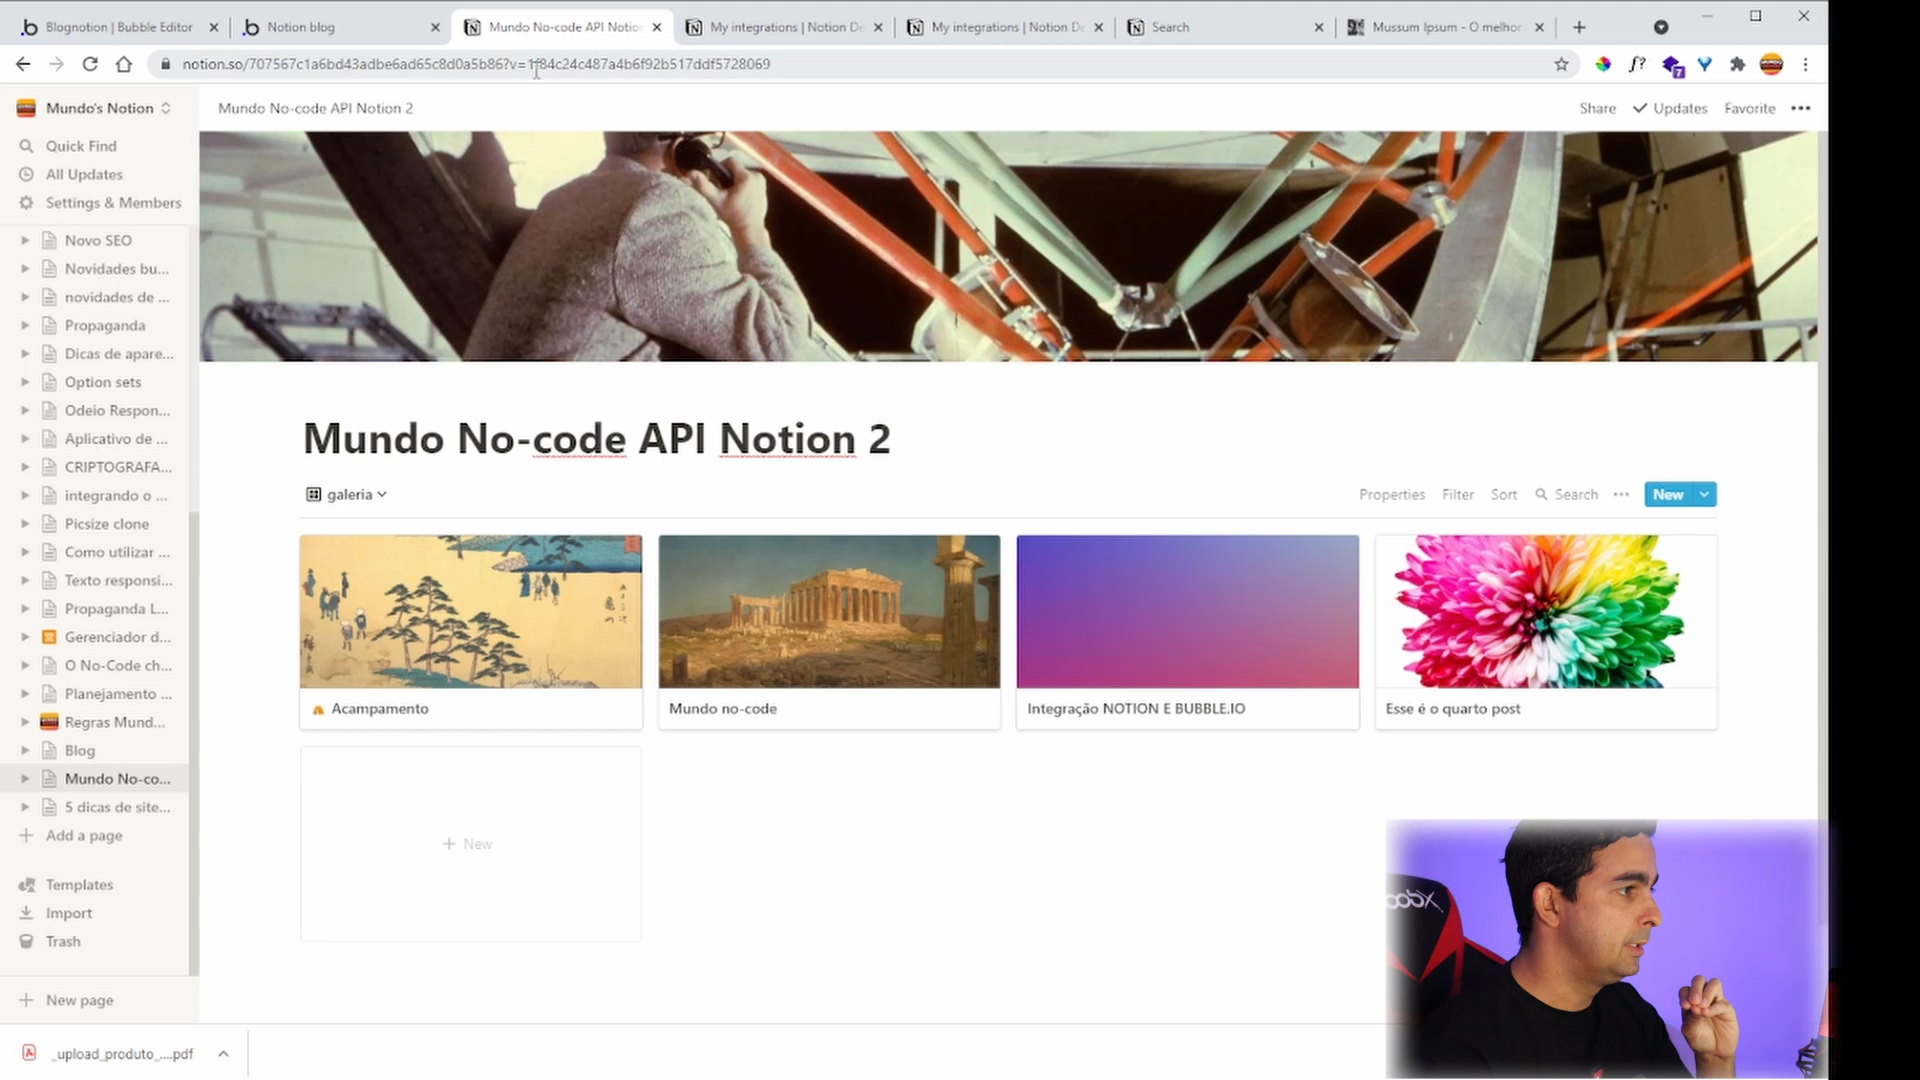 Blognotion | Bubble Editor
Notion blog
Mundo No-code API Notion
My integrations | Notion De
My integrations | Notion De
Search
Mussum Ipsum - O melhor
notion.so/707567c1a6bd43adbe6ad65c8d0a5b86?v=1f84c24c487a4b6f92b517ddf5728069
f?
7
Mundo's Notion
Mundo No-code API Notion 2
Share
Updates
Favorite
Quick Find
All Updates
Settings & Members
Novo SEO
Novidades bu...
novidades de ...
Propaganda
Dicas de apare...
Option sets
Odeio Respon...
Aplicativo de ...
CRIPTOGRAFA...
integrando o ...
Picsize clone
Como utilizar ...
Texto responsi...
Propaganda L...
Gerenciador d...
O No-Code ch...
Planejamento ...
Regras Mund...
Blog
Mundo No-co...
5 dicas de site...
Add a page
Templates
Import
Trash
New page
Mundo No-code API Notion 2
galeria
Properties
Filter
Sort
Search
New
Acampamento
Mundo no-code
Integração NOTION E BUBBLE.IO
Esse é o quarto post
New
_upload_produto_....pdf